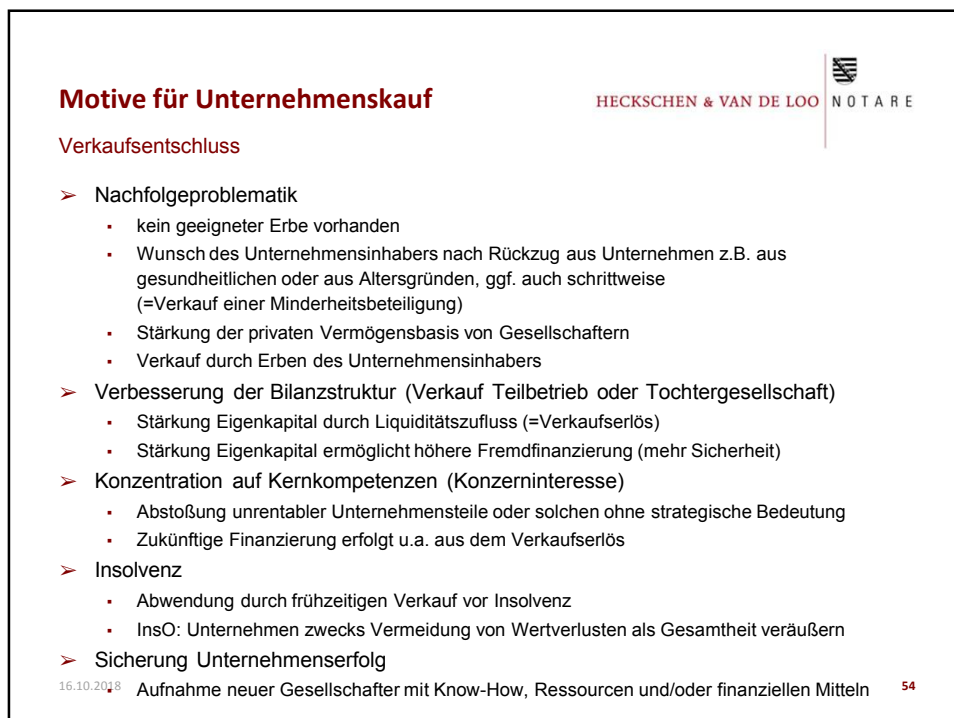 Motive für Unternehmenskauf
HECKSCHEN & VAN DE LOO NOTARE
Verkaufsentschluss
➢ Nachfolgeproblematik
▪ kein geeigneter Erbe vorhanden
▪ Wunsch des Unternehmensinhabers nach Rückzug aus Unternehmen z.B. aus
gesundheitlichen oder aus Altersgründen, ggf. auch schrittweise
(=Verkauf einer Minderheitsbeteiligung)
▪ Stärkung der privaten Vermögensbasis von Gesellschaftern
▪ Verkauf durch Erben des Unternehmensinhabers
➢ Verbesserung der Bilanzstruktur (Verkauf Teilbetrieb oder Tochtergesellschaft)
▪ Stärkung Eigenkapital durch Liquiditätszufluss (=Verkaufserlös)
▪ Stärkung Eigenkapital ermöglicht höhere Fremdfinanzierung (mehr Sicherheit)
➢ Konzentration auf Kernkompetenzen (Konzerninteresse)
▪ Abstoßung unrentabler Unternehmensteile oder solchen ohne strategische Bedeutung
▪ Zukünftige Finanzierung erfolgt u.a. aus dem Verkaufserlös
➢ Insolvenz
▪ Abwendung durch frühzeitigen Verkauf vor Insolvenz
▪ InsO: Unternehmen zwecks Vermeidung von Wertverlusten als Gesamtheit veräußern
➢ Sicherung Unternehmenserfolg
▪ Aufnahme neuer Gesellschafter mit Know-How, Ressourcen und/oder finanziellen Mitteln
16.10.2018
54